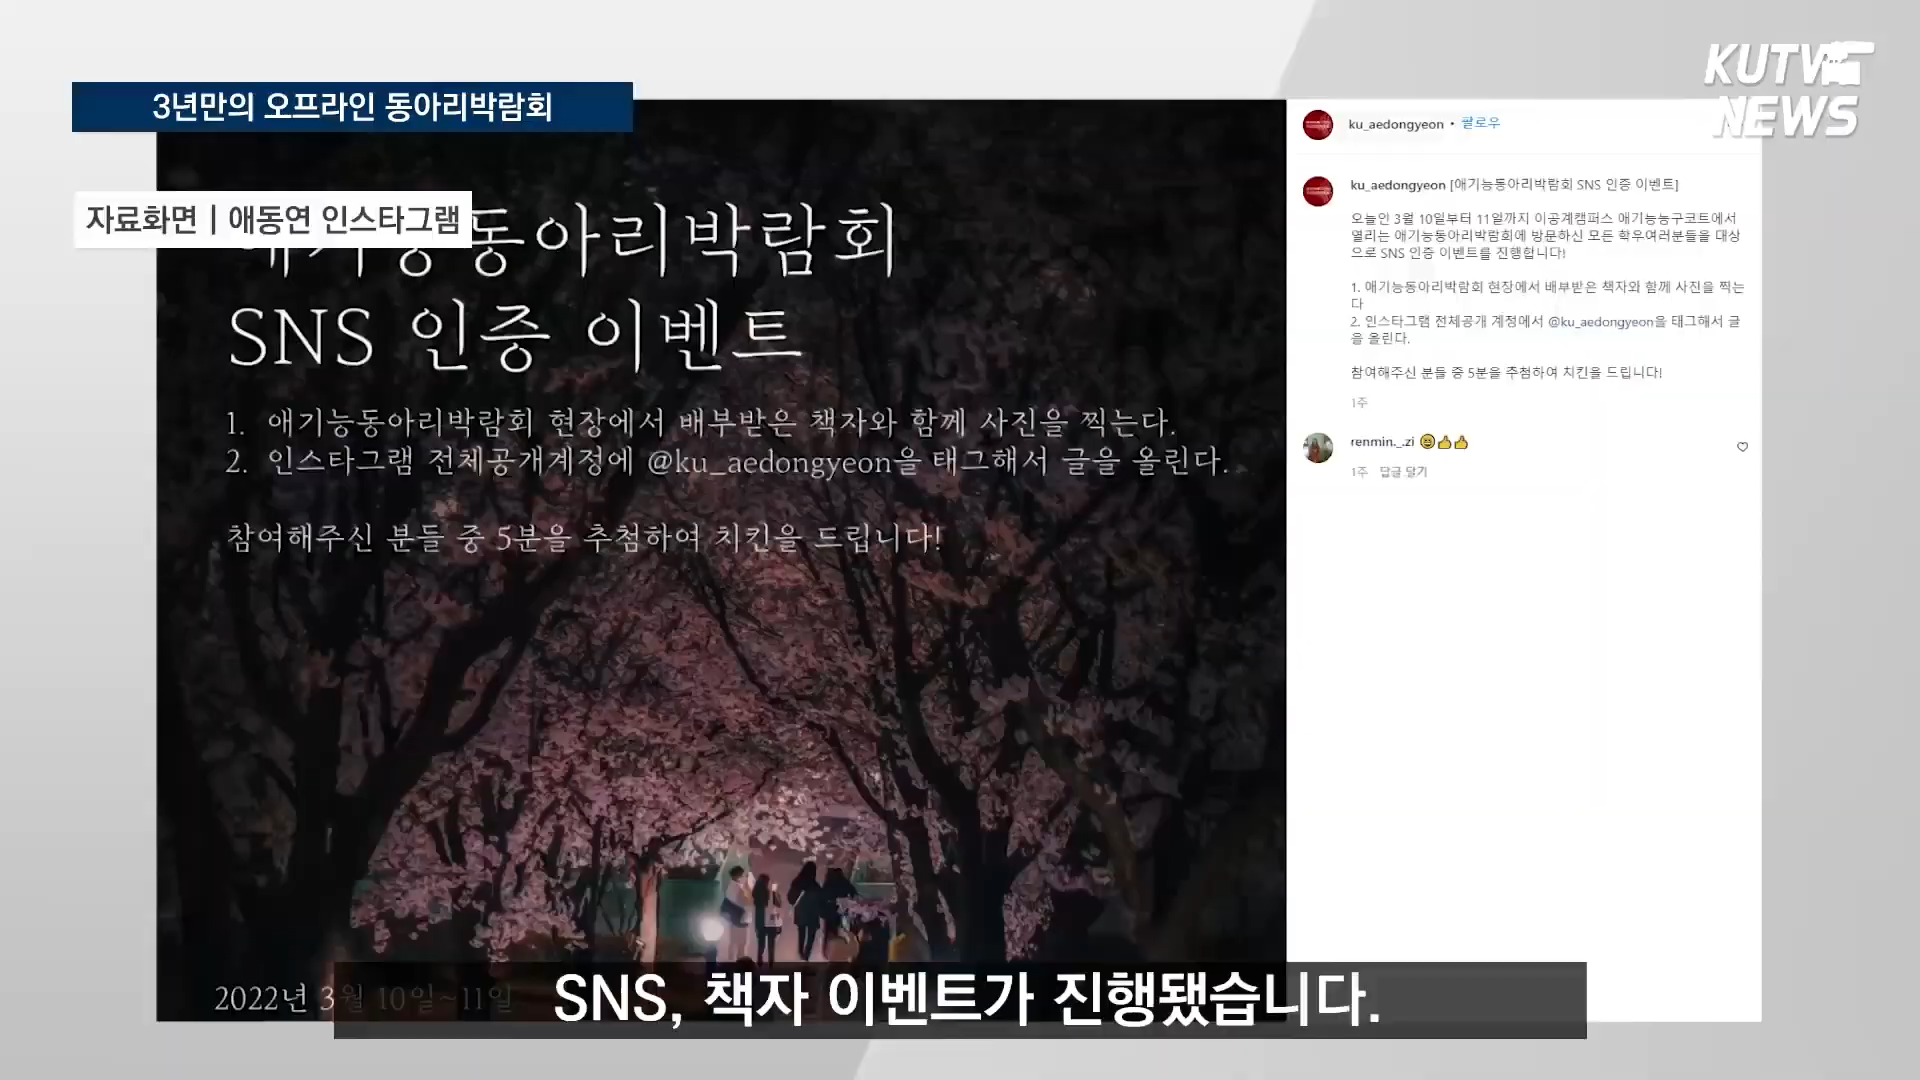 3년만의 오프라인 동아리박람회
KUTV
NEWS
자료화면 | 애동연 인스타그램
애기능동아리박람회
SNS 인증 이벤트
1. 애기능동아리박람회 현장에서 배부받은 책자와 함께 사진을 찍는다.
2. 인스타그램 전체공개계정에 @ku_aedongyeon을 태그해서 글을 올린다.
참여해주신 분들 중 5분을 추첨하여 치킨을 드립니다!
2022년 3월 10일~11일
ku_aedongyeon • 팔로우
ku_aedongyeon [애기능동아리박람회 SNS 인증 이벤트]
오늘인 3월 10일부터 11일까지 이공계캠퍼스 애기능농구코트에서
열리는 애기능동아리박람회에 방문하신 모든 학우여러분들을 대상
으로 SNS 인증 이벤트를 진행합니다!
1. 애기능동아리박람회 현장에서 배부받은 책자와 함께 사진을 찍는
다
2. 인스타그램 전체공개 계정에서 @ku_aedongyeon을 태그해서 글
을 올린다.
참여해주신 분들 중 5분을 추첨하여 치킨을 드립니다!
1주
renmin._.zi 😆👍👍
1주 답글 달기
SNS, 책자 이벤트가 진행됐습니다.